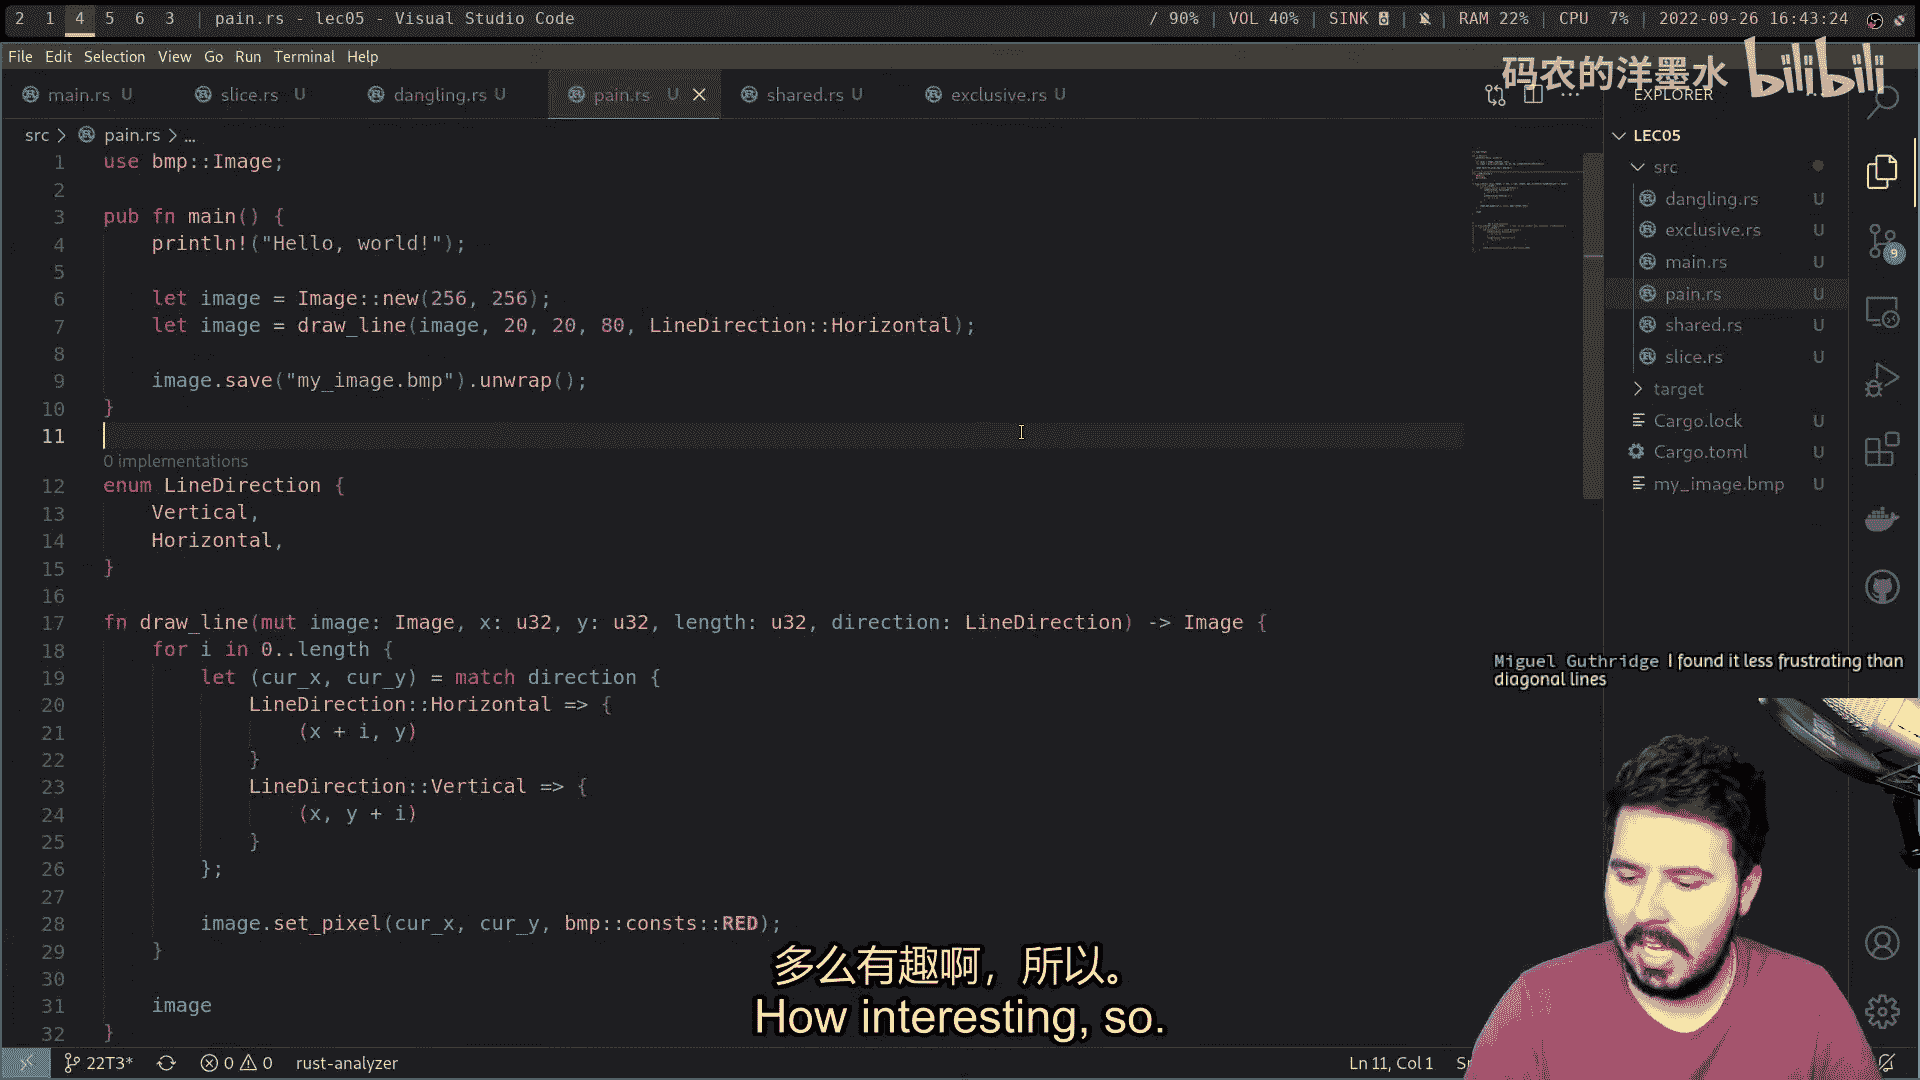 2 1 4 5 6 3 | pain.rs - lec05 - Visual Studio Code
/ 90% | VOL 40% | SINK | | RAM 22% | CPU 7% | 2022-09-26 16:43:24
File Edit Selection View Go Run Terminal Help
码农的洋墨水 bilibili
main.rs U slice.rs U dangling.rs U pain.rs U shared.rs U exclusive.rs U
EXPLORER
src > pain.rs > ...
1 use bmp::Image;
2
3 pub fn main() {
4     println!("Hello, world!");
5
6     let image = Image::new(256, 256);
7     let image = draw_line(image, 20, 20, 80, LineDirection::Horizontal);
8
9     image.save("my_image.bmp").unwrap();
10 }
11
0 implementations
12 enum LineDirection {
13     Vertical,
14     Horizontal,
15 }
16
17 fn draw_line(mut image: Image, x: u32, y: u32, length: u32, direction: LineDirection) -> Image {
18     for i in 0..length {
19         let (cur_x, cur_y) = match direction {
20             LineDirection::Horizontal => {
21                 (x + i, y)
22             }
23             LineDirection::Vertical => {
24                 (x, y + i)
25             }
26         };
27
28         image.set_pixel(cur_x, cur_y, bmp::consts::RED);
29     }
30
31     image
32 }
LEC05
src
dangling.rs U
exclusive.rs U
main.rs U
pain.rs U
shared.rs U
slice.rs U
target
Cargo.lock U
Cargo.toml U
my_image.bmp U
9
Miguel Guthridge I found it less frustrating than
diagonal lines
多么有趣啊，所以。
How interesting, so.
22T3* 0 0 rust-analyzer
Ln 11, Col 1